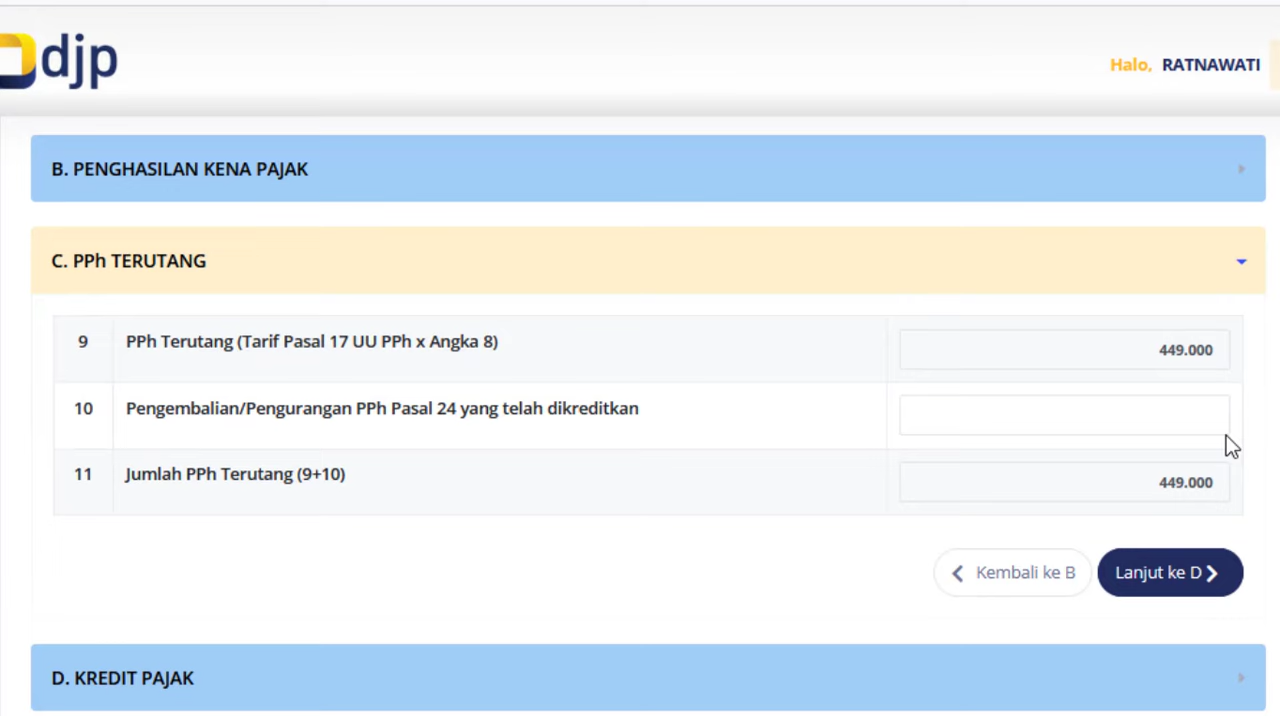 djp
Halo, RATNAWATI
B. PENGHASILAN KENA PAJAK
C. PPh TERUTANG
9 PPh Terutang (Tarif Pasal 17 UU PPh x Angka 8) 449.000
10 Pengembalian/Pengurangan PPh Pasal 24 yang telah dikreditkan
11 Jumlah PPh Terutang (9+10) 449.000
Kembali ke B Lanjut ke D
D. KREDIT PAJAK